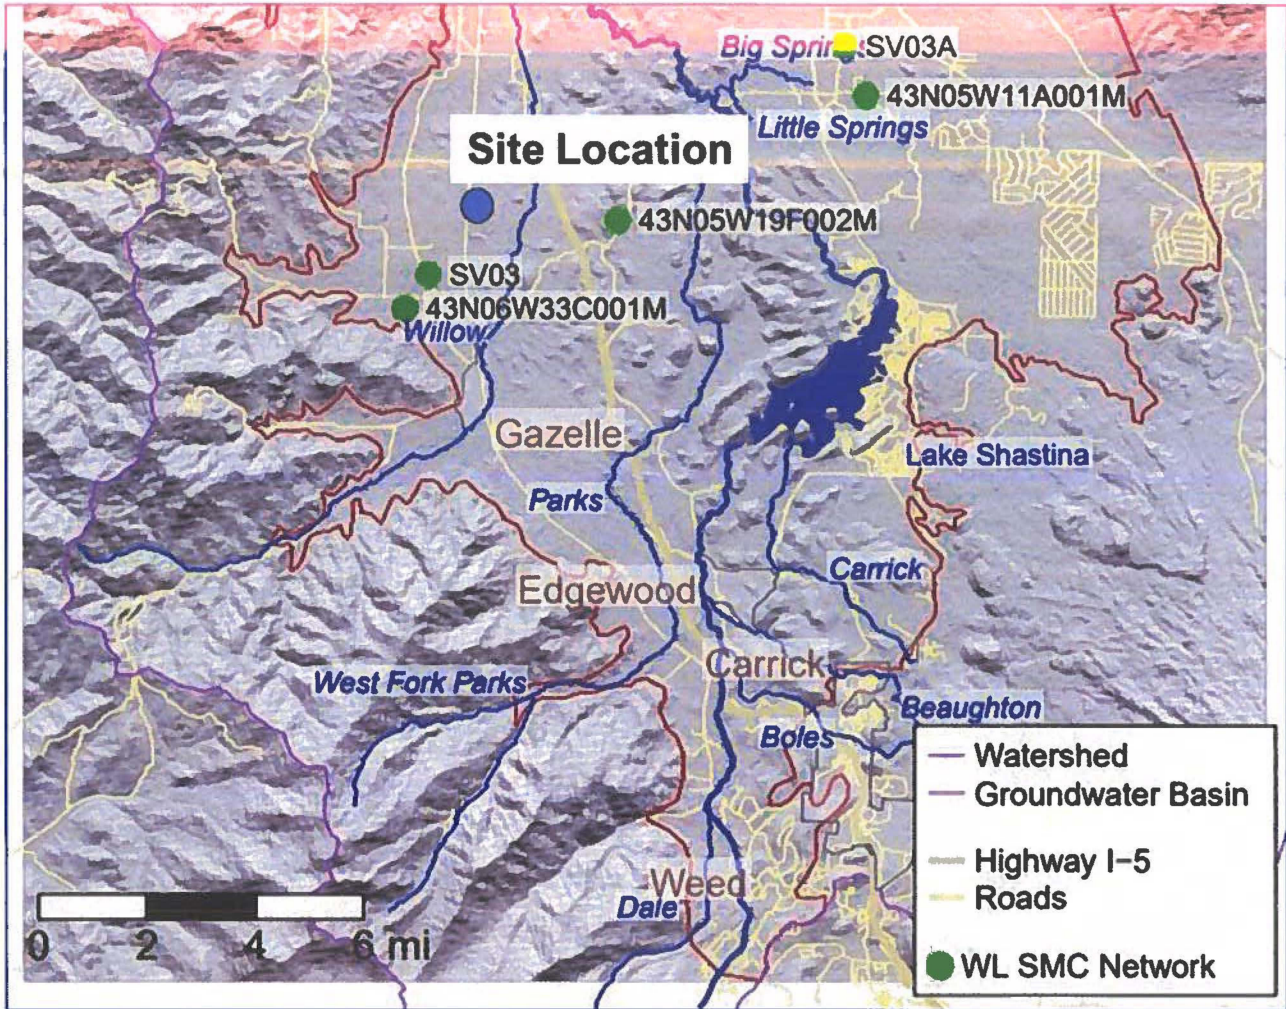 Big Springs
SV03A
43N05W11A001M
Little Springs
Site Location
43N05W19F002M
SV03
43N06W33C001M
Willow
Gazelle
Lake Shastina
Parks
Carrick
Edgewood
Carrick
West Fork Parks
Beaughton
Boles
Weed
Dale
0 2 4 6 mi
Watershed
Groundwater Basin
Highway I-5
Roads
WL SMC Network